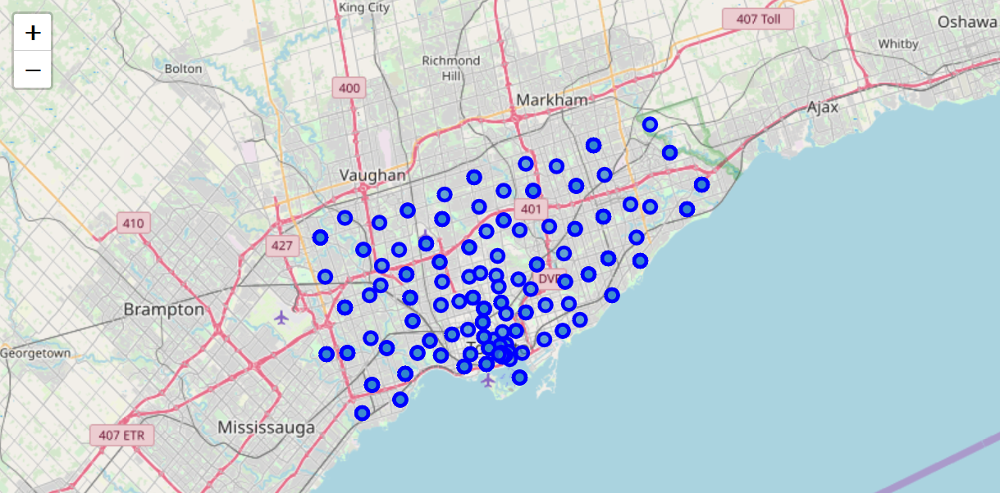 +
−
King City
407 Toll
Oshawa
Whitby
Bolton
Richmond
Hill
400
Markham
Ajax
Vaughan
401
410
427
DVP
Brampton
Georgetown
Mississauga
407 ETR